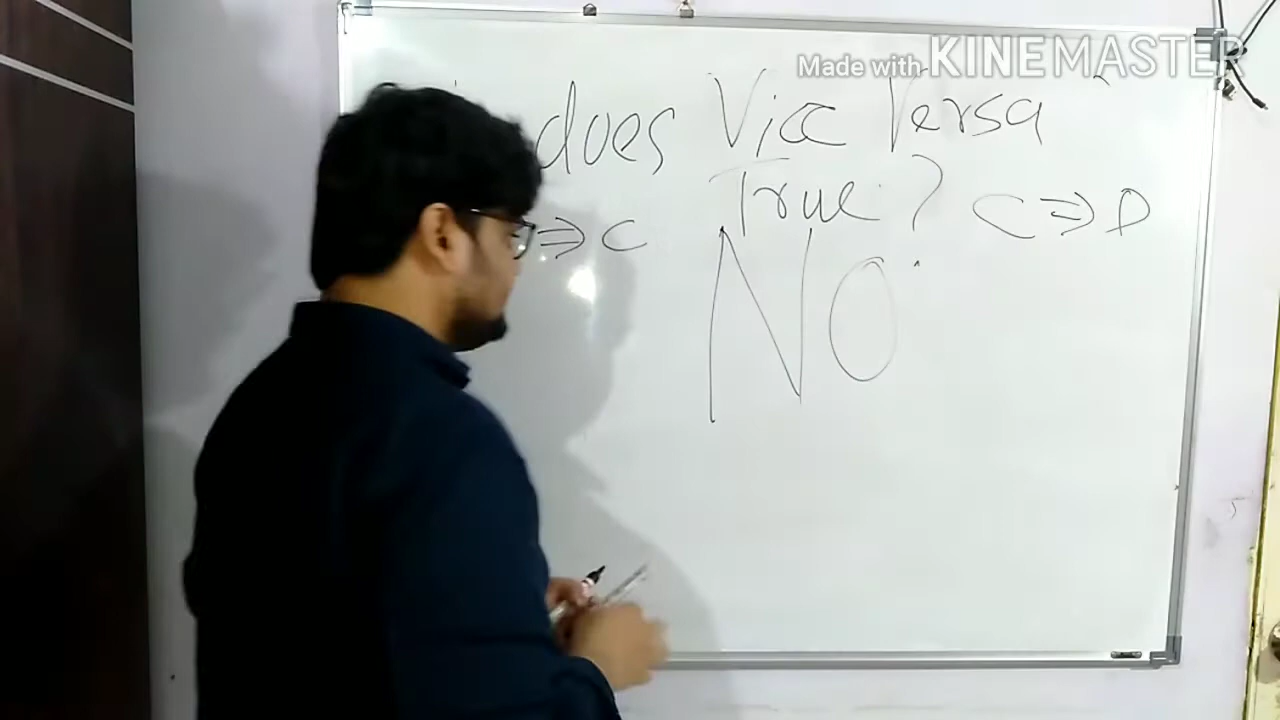 Made with KINEMASTER
does Vice Versa
True?
⇒ C
C ⇒ D
NO